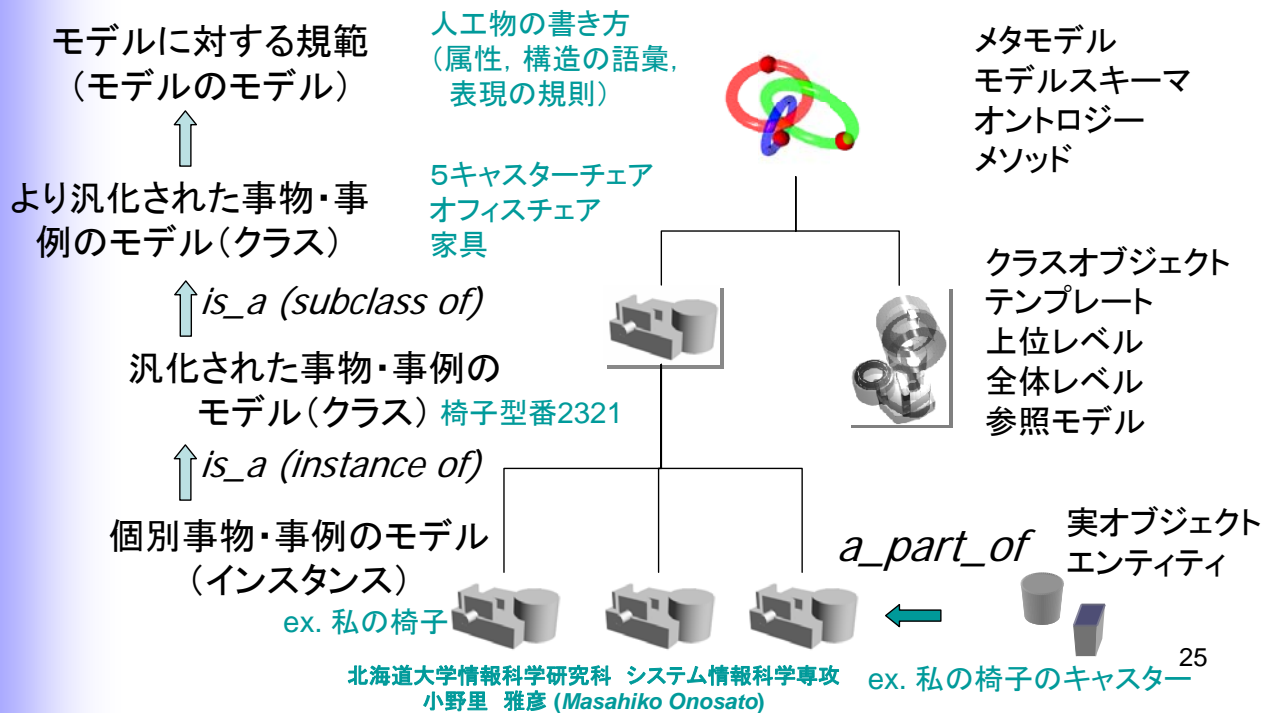 モデルに対する規範
（モデルのモデル）
人工物の書き方
（属性，構造の語彙，
表現の規則）
メタモデル
モデルスキーマ
オントロジー
メソッド
より汎化された事物・事
例のモデル（クラス）
5キャスターチェア
オフィスチェア
家具
is_a (subclass of)
クラスオブジェクト
テンプレート
上位レベル
全体レベル
参照モデル
汎化された事物・事例の
モデル（クラス） 椅子型番2321
is_a (instance of)
個別事物・事例のモデル
（インスタンス）
ex. 私の椅子
a_part_of
実オブジェクト
エンティティ
ex. 私の椅子のキャスター
25
北海道大学情報科学研究科 システム情報科学専攻
小野里 雅彦 (Masahiko Onosato)